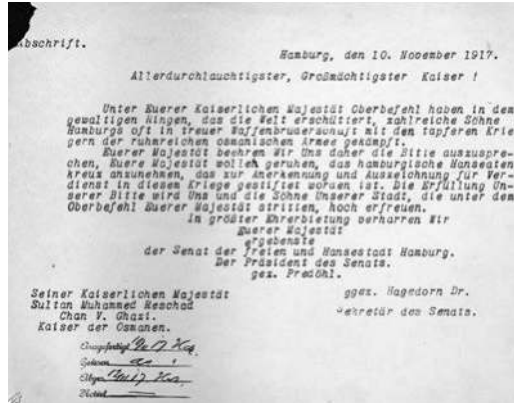 Abschrift.
Hamburg, den 10. November 1917.
Allerdurchlauchtigster, Großmächtigster Kaiser !
Unter Euerer Kaiserlichen Majestät Oberbefehl haben in dem
gewaltigen Ringen, das die Welt erschüttert, zahlreiche Söhne
Hamburgs oft in treuer Waffenbruderschaft mit den tapferen Krie
gern der ruhmreichen osmanischen Armee gekämpft.
Euerer Majestät beehren Wir Uns daher die Bitte auszuspre-
chen, Euere Majestät wollen geruhen, das hamburgische Hanseaten
kreuz anzunehmen, das zur Anerkennung und Auszeichnung für Ver-
dienst in diesem Kriege gestiftet worden ist. Die Erfüllung Un-
serer Bitte wird Uns und die Söhne Unserer Stadt, die unter dem
Oberbefehl Euerer Majestät stritten, hoch erfreuen.
In größter Ehrerbietung verharren Wir
Euerer Majestät
ergebenste
der Senat der freien und Hansestadt Hamburg.
Der Präsident des Senats.
gez. Predöhl.
ggez. Hagedorn Dr.
Sekretär des Senats.
Seiner Kaiserlichen Majestät
Sultan Muhammed Reschad
Chan V. Ghazi.
Kaiser der Osmanen.
Ausgefertigt
Gelesen
Abges.